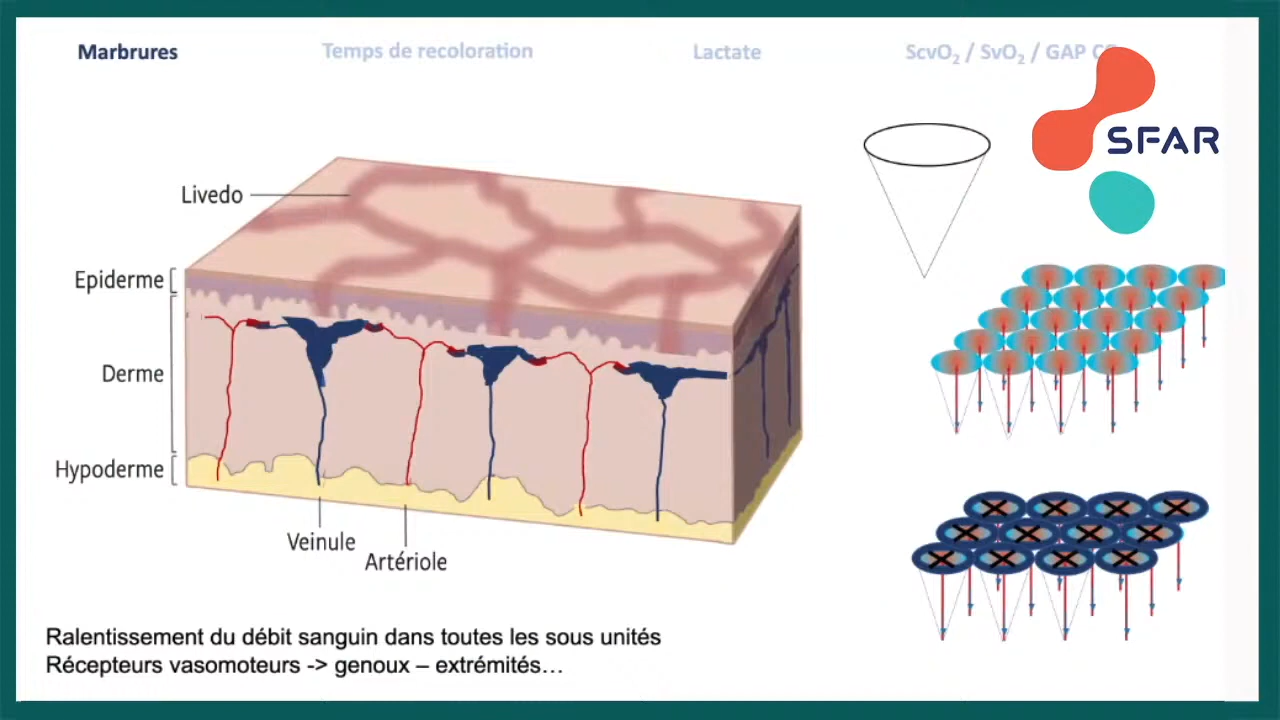 Marbrures
Temps de recoloration
Lactate
ScvO₂ / SvO₂ / GAP
SFAR
Livedo
Epiderme
Derme
Hypoderme
Veinule
Artériole
Ralentissement du débit sanguin dans toutes les sous unités
Récepteurs vasomoteurs -> genoux – extrémités…